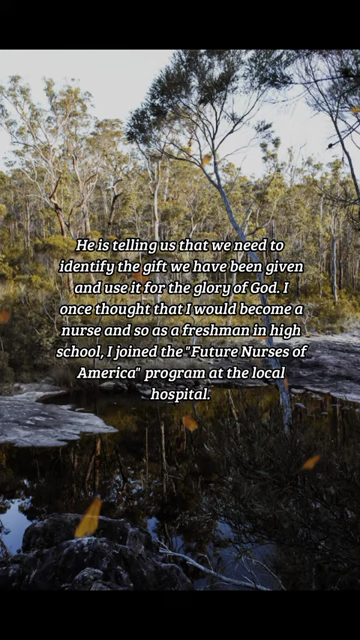 He is telling us that we need to
identify the gift we have been given
and use it for the glory of God. I
once thought that I would become a
nurse and so as a freshman in high
school, I joined the "Future Nurses of
America" program at the local
hospital.